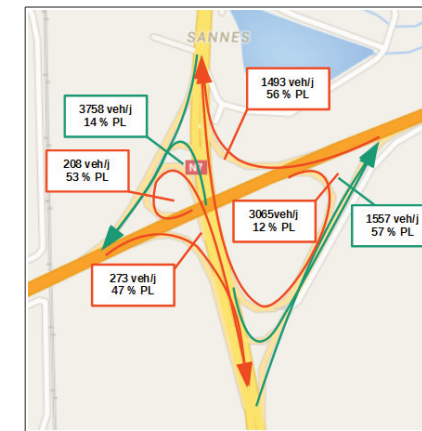 SANNES
1493 veh/j
56 % PL
3758 veh/j
14 % PL
N7
208 veh/j
53 % PL
3065veh/j
12 % PL
1557 veh/j
57 % PL
273 veh/j
47 % PL